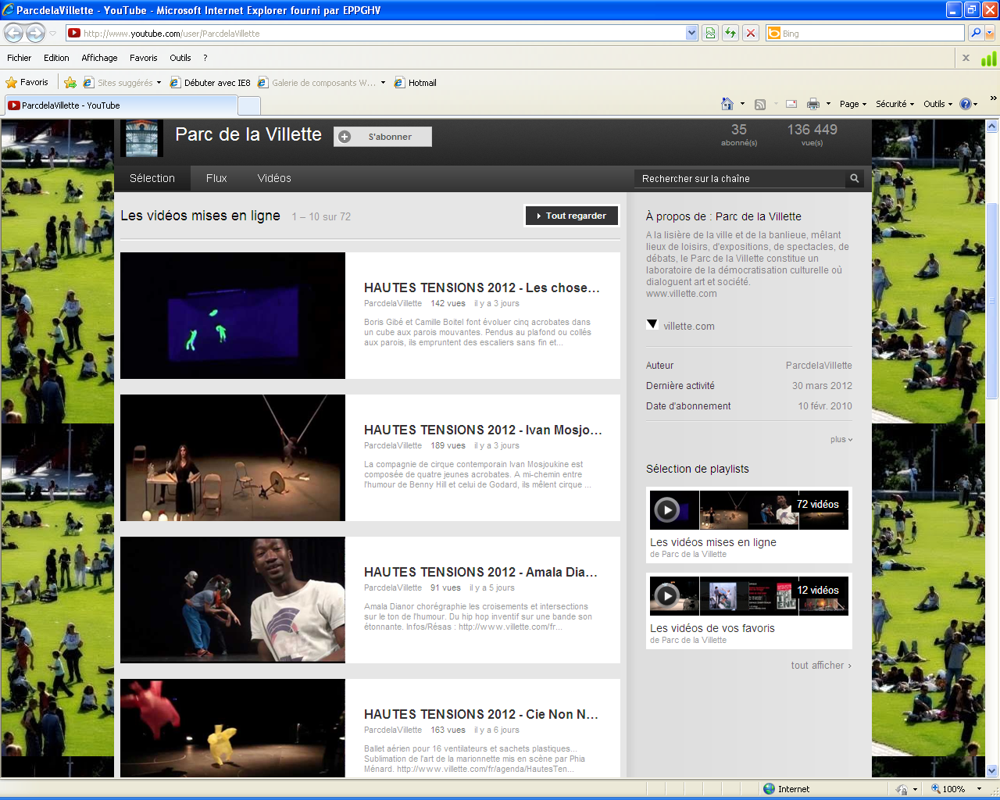 ParcdelaVillette - YouTube - Microsoft Internet Explorer fourni par EPPGHV
http://www.youtube.com/user/ParcdelaVillette
Bing
Fichier Edition Affichage Favoris Outils ?
Favoris Sites suggérés Débuter avec IE8 Galerie de composants W... Hotmail
ParcdelaVillette - YouTube
Page Sécurité Outils
Parc de la Villette
S'abonner
35
abonné(s)
136 449
vue(s)
Sélection Flux Vidéos
Rechercher sur la chaîne
Les vidéos mises en ligne 1 – 10 sur 72
Tout regarder
HAUTES TENSIONS 2012 - Les chose...
ParcdelaVillette 142 vues il y a 3 jours
Boris Gibé et Camille Boitel font évoluer cinq acrobates dans
un cube aux parois mouvantes. Pendus au plafond ou collés
aux parois, ils empruntent des escaliers sans fin et...
HAUTES TENSIONS 2012 - Ivan Mosjo...
ParcdelaVillette 189 vues il y a 3 jours
La compagnie de cirque contemporain Ivan Mosjoukine est
composée de quatre jeunes acrobates. A mi-chemin entre
l'humour de Benny Hill et celui de Godard, ils mêlent cirque ...
HAUTES TENSIONS 2012 - Amala Dia...
ParcdelaVillette 91 vues il y a 5 jours
Amala Dianor chorégraphie les croisements et intersections
sur le ton de l'humour. Du hip hop inventif sur une bande son
étonnante. Infos/Résas : http://www.villette.com/fr...
HAUTES TENSIONS 2012 - Cie Non N...
ParcdelaVillette 163 vues il y a 6 jours
Ballet aérien pour 16 ventilateurs et sachets plastiques...
Sublimation de l'art de la marionnette mis en scène par Phia
Ménard. http://www.villette.com/fr/agenda/HautesTen...
À propos de : Parc de la Villette
A la lisière de la ville et de la banlieue, mêlant
lieux de loisirs, d'expositions, de spectacles, de
débats, le Parc de la Villette constitue un
laboratoire de la démocratisation culturelle où
dialoguent art et société.
www.villette.com
villette.com
Auteur ParcdelaVillette
Dernière activité 30 mars 2012
Date d'abonnement 10 févr. 2010
plus
Sélection de playlists
72 vidéos
Les vidéos mises en ligne
de Parc de la Villette
12 vidéos
Les vidéos de vos favoris
de Parc de la Villette
tout afficher ›
Internet
100%